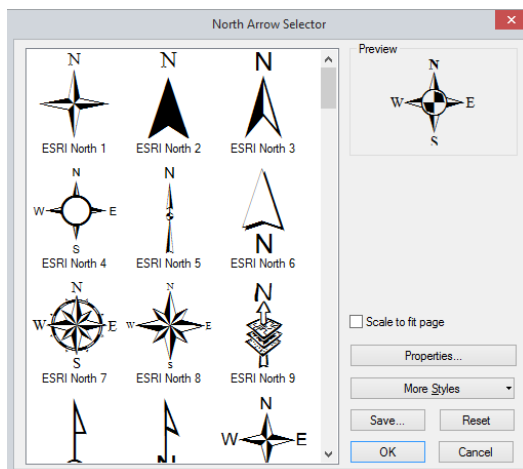 North Arrow Selector
N N N
ESRI North 1 ESRI North 2 ESRI North 3
N
W E
S
N
ESRI North 4 ESRI North 5 ESRI North 6
N
W E
S
N
W E
S
N
ESRI North 7 ESRI North 8 ESRI North 9
N
W E
Preview
N
W E
S
Scale to fit page
Properties...
More Styles
Save... Reset
OK Cancel